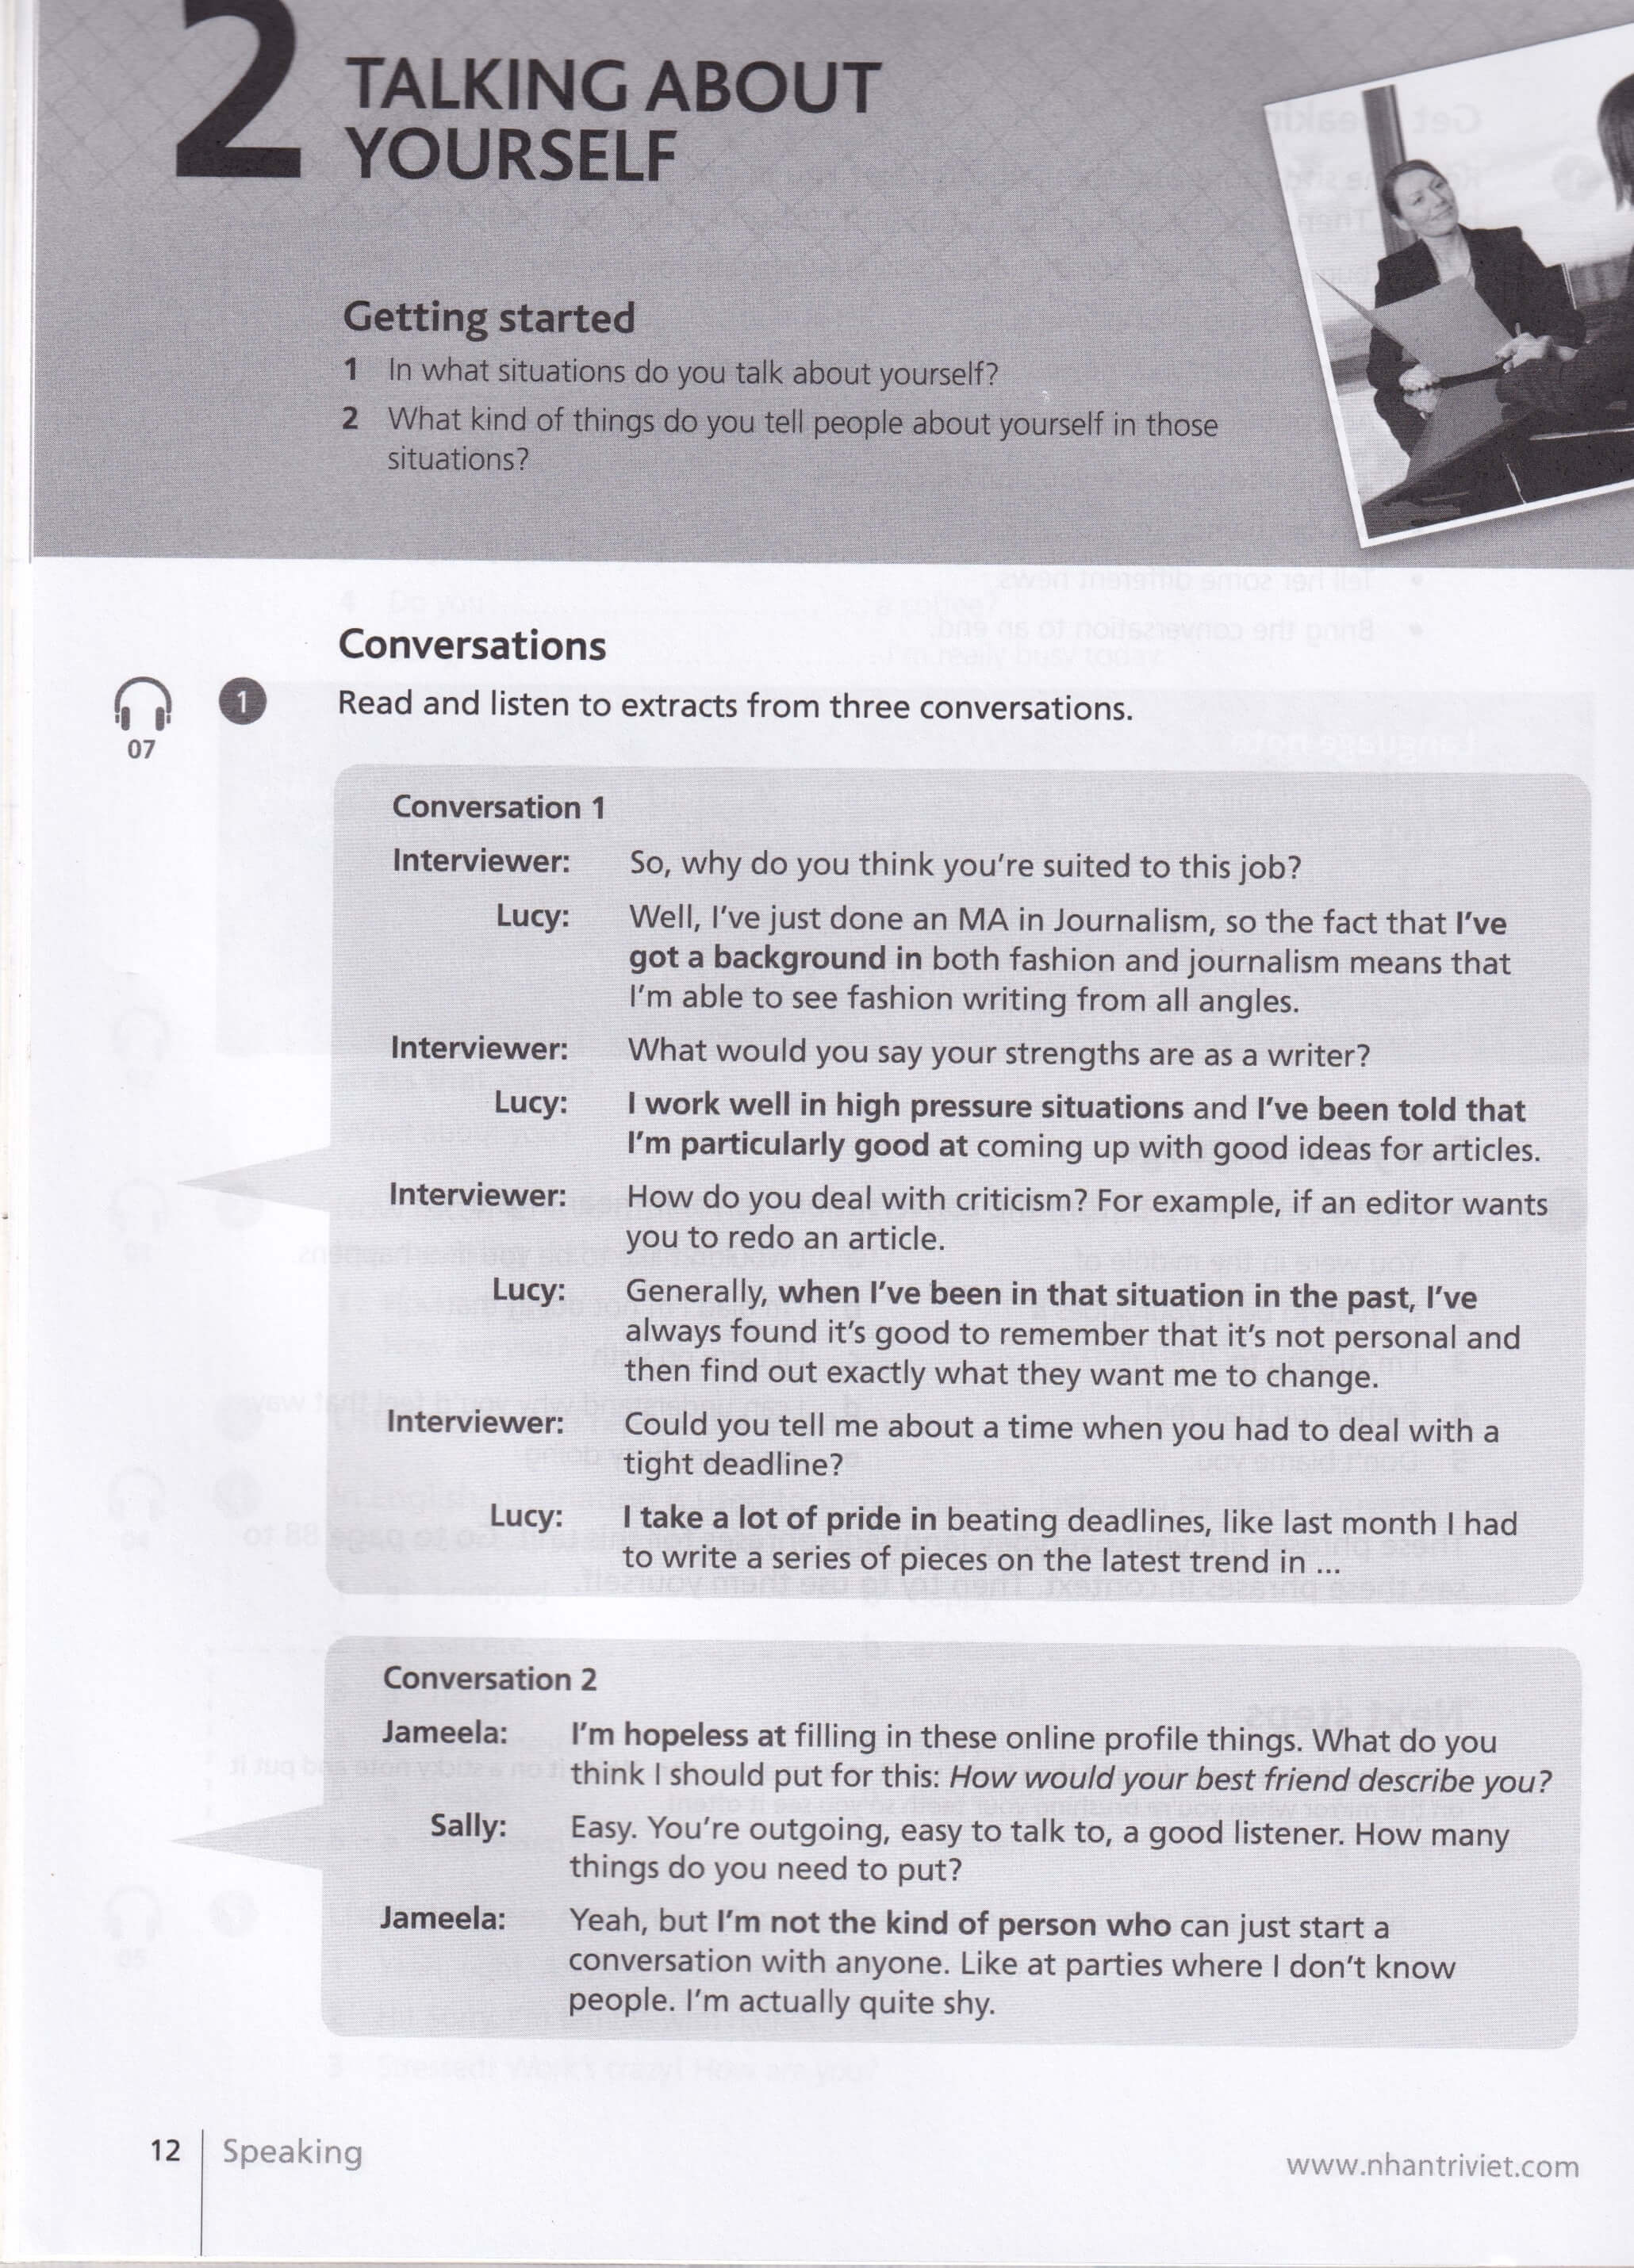 2
TALKING ABOUT
YOURSELF
Getting started
1 In what situations do you talk about yourself?
2 What kind of things do you tell people about yourself in those
situations?
Conversations
07
1 Read and listen to extracts from three conversations.
Conversation 1
Interviewer: So, why do you think you're suited to this job?
Lucy: Well, I've just done an MA in Journalism, so the fact that I've
got a background in both fashion and journalism means that
I'm able to see fashion writing from all angles.
Interviewer: What would you say your strengths are as a writer?
Lucy: I work well in high pressure situations and I've been told that
I'm particularly good at coming up with good ideas for articles.
Interviewer: How do you deal with criticism? For example, if an editor wants
you to redo an article.
Lucy: Generally, when I've been in that situation in the past, I've
always found it's good to remember that it's not personal and
then find out exactly what they want me to change.
Interviewer: Could you tell me about a time when you had to deal with a
tight deadline?
Lucy: I take a lot of pride in beating deadlines, like last month I had
to write a series of pieces on the latest trend in ...
Conversation 2
Jameela: I'm hopeless at filling in these online profile things. What do you
think I should put for this: How would your best friend describe you?
Sally: Easy. You're outgoing, easy to talk to, a good listener. How many
things do you need to put?
Jameela: Yeah, but I'm not the kind of person who can just start a
conversation with anyone. Like at parties where I don't know
people. I'm actually quite shy.
12 Speaking
www.nhantriviet.com